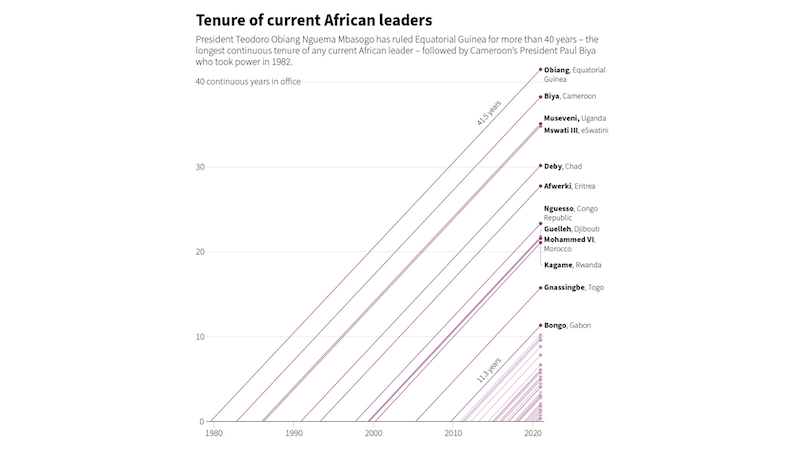 Tenure of current African leaders
President Teodoro Obiang Nguema Mbasogo has ruled Equatorial Guinea for more than 40 years – the
longest continuous tenure of any current African leader – followed by Cameroon's President Paul Biya
who took power in 1982.
40 continuous years in office
Obiang, Equatorial
Guinea
Biya, Cameroon
41.5 years
Museveni, Uganda
Mswati III, eSwatini
30
Deby, Chad
Afwerki, Eritrea
Nguesso, Congo
Republic
Guelleh, Djibouti
Mohammed VI,
Morocco
20
Kagame, Rwanda
Gnassingbe, Togo
Bongo, Gabon
10
11.3 years
0
1980 1990 2000 2010 2020